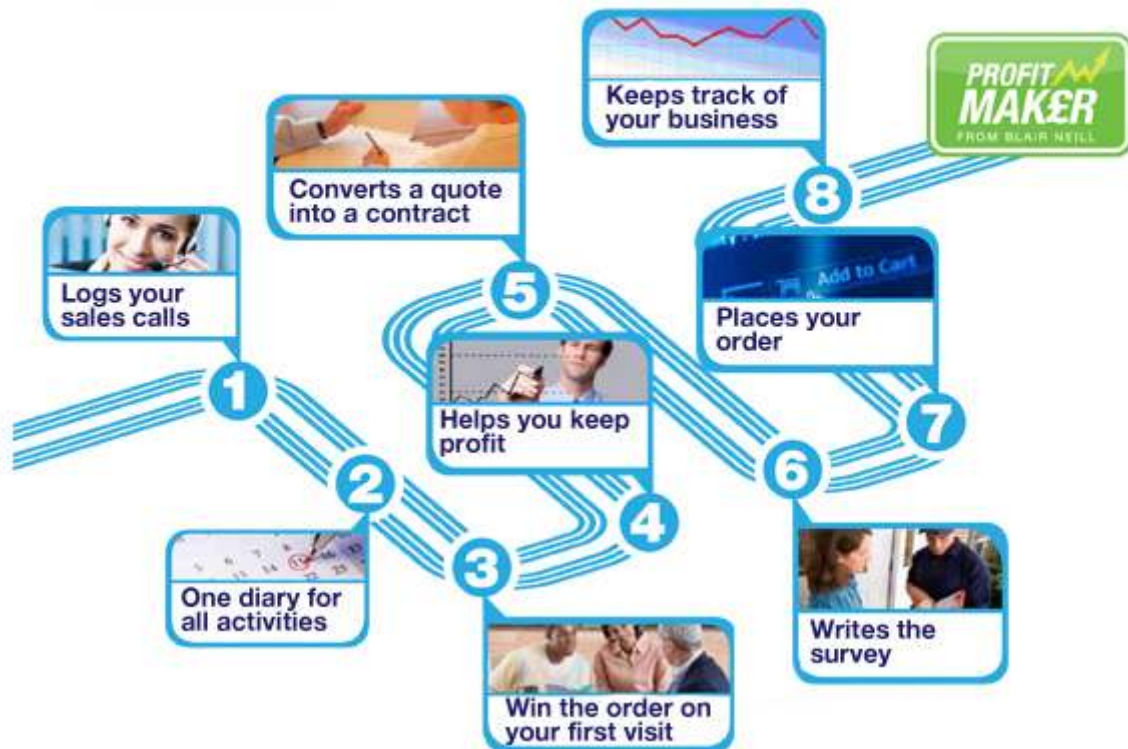 1
Logs your
sales calls
2
One diary for
all activities
3
Win the order on
your first visit
4
Helps you keep
profit
5
Converts a quote
into a contract
6
Writes the
survey
7
Places your
order
Add to Cart
8
Keeps track of
your business
PROFIT
MAK£R
FROM BLAIR NEILL